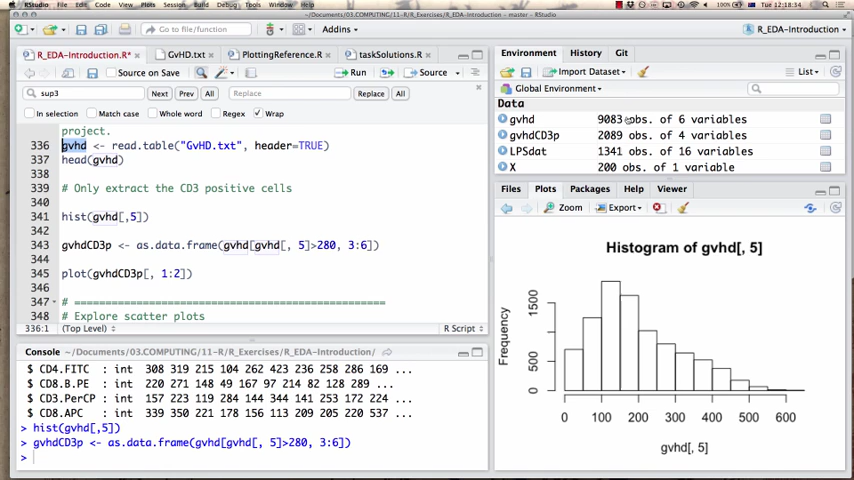 RStudio File Edit Code View Plots Session Build Debug Tools Window Help
100% Tue 12:18:34
~/Documents/03.COMPUTING/11-R/R_Exercises/R_EDA-Introduction - master - RStudio
Go to file/function Addins R_EDA-Introduction
R_EDA-Introduction.R* GvHD.txt PlottingReference.R taskSolutions.R
Source on Save Run Source
sup3 Next Prev All Replace Replace All
In selection Match case Whole word Regex Wrap
project.
336 gvhd <- read.table("GvHD.txt", header=TRUE)
337 head(gvhd)
338
339 # Only extract the CD3 positive cells
340
341 hist(gvhd[,5])
342
343 gvhdCD3p <- as.data.frame(gvhd[gvhd[, 5]>280, 3:6])
344
345 plot(gvhdCD3p[, 1:2])
346
347 # ================================================
348 # Explore scatter plots
336:1 (Top Level) R Script
Console ~/Documents/03.COMPUTING/11-R/R_Exercises/R_EDA-Introduction/
$ CD4.FITC : int 308 319 215 104 262 423 236 258 286 169 ...
$ CD8.B.PE : int 220 271 148 49 167 97 214 82 128 289 ...
$ CD3.PerCP: int 157 223 119 284 144 344 141 253 172 224 ...
$ CD8.APC : int 339 350 221 178 156 113 209 205 220 537 ...
> hist(gvhd[,5])
> gvhdCD3p <- as.data.frame(gvhd[gvhd[, 5]>280, 3:6])
>
Environment History Git
Import Dataset List
Global Environment
Data
gvhd 9083 obs. of 6 variables
gvhdCD3p 2089 obs. of 4 variables
LPSdat 1341 obs. of 16 variables
X 200 obs. of 1 variable
Files Plots Packages Help Viewer
Zoom Export
Histogram of gvhd[, 5]
Frequency
1500
500
0
0 100 200 300 400 500 600
gvhd[, 5]